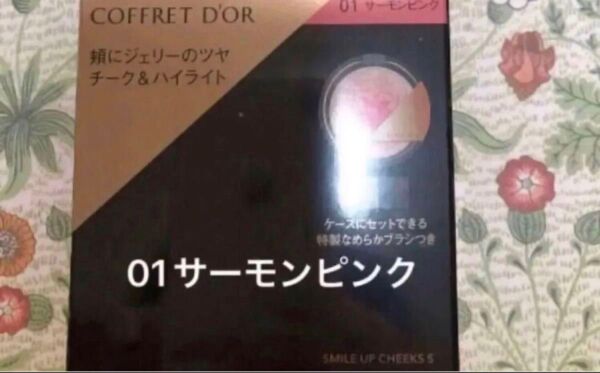 COFFRET D'OR
01 サーモンピンク
頬にジェリーのツヤ
チーク&ハイライト
ケースにセットできる
特製なめらかブラシつき
01サーモンピンク
SMILE UP CHEEKS S